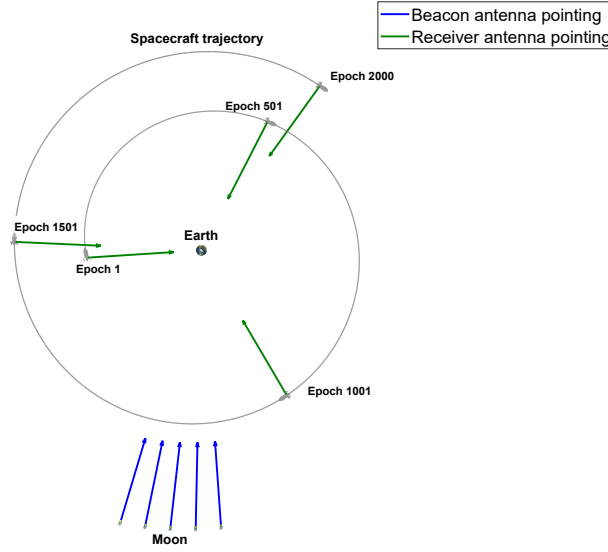 Beacon antenna pointing
Receiver antenna pointing
Spacecraft trajectory
Epoch 2000
Epoch 501
Epoch 1501
Earth
Epoch 1
Epoch 1001
Moon